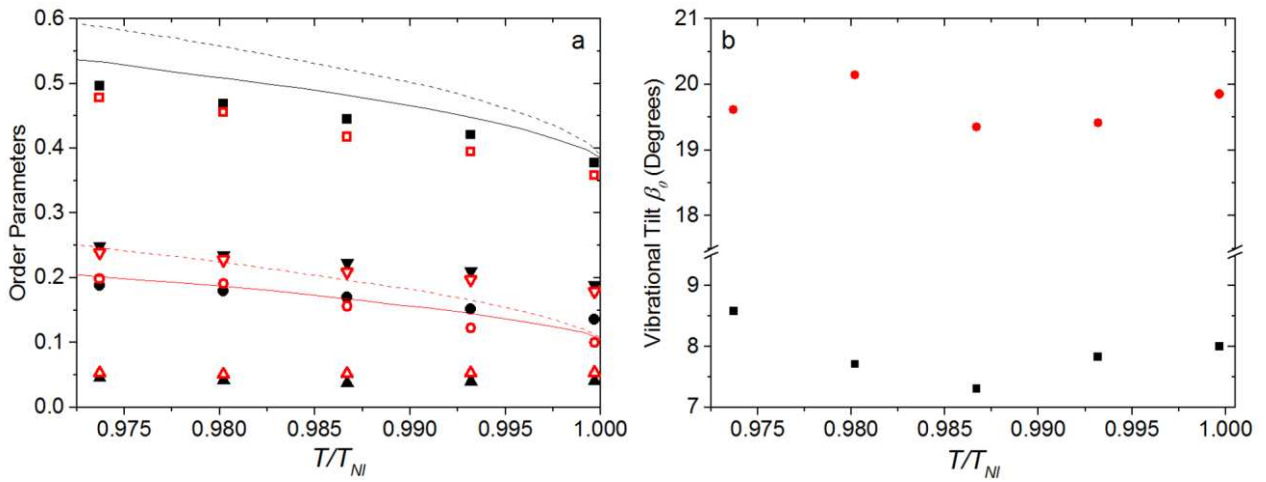 0.6
a
0.5
0.4
0.3
0.2
0.1
0.0
Order Parameters
0.975 0.980 0.985 0.990 0.995 1.000
T/T_NI
21
b
20
19
18
9
8
7
Vibrational Tilt β₀ (Degrees)
0.975 0.980 0.985 0.990 0.995 1.000
T/T_NI